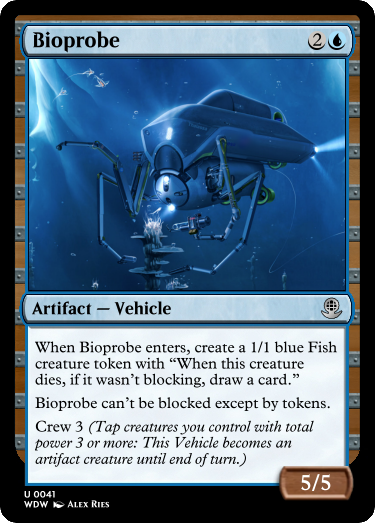 Bioprobe 2
Artifact — Vehicle
When Bioprobe enters, create a 1/1 blue Fish
creature token with “When this creature
dies, if it wasn’t blocking, draw a card.”
Bioprobe can’t be blocked except by tokens.
Crew 3 (Tap creatures you control with total
power 3 or more: This Vehicle becomes an
artifact creature until end of turn.)
5/5
U 0041
WDW Alex Ries